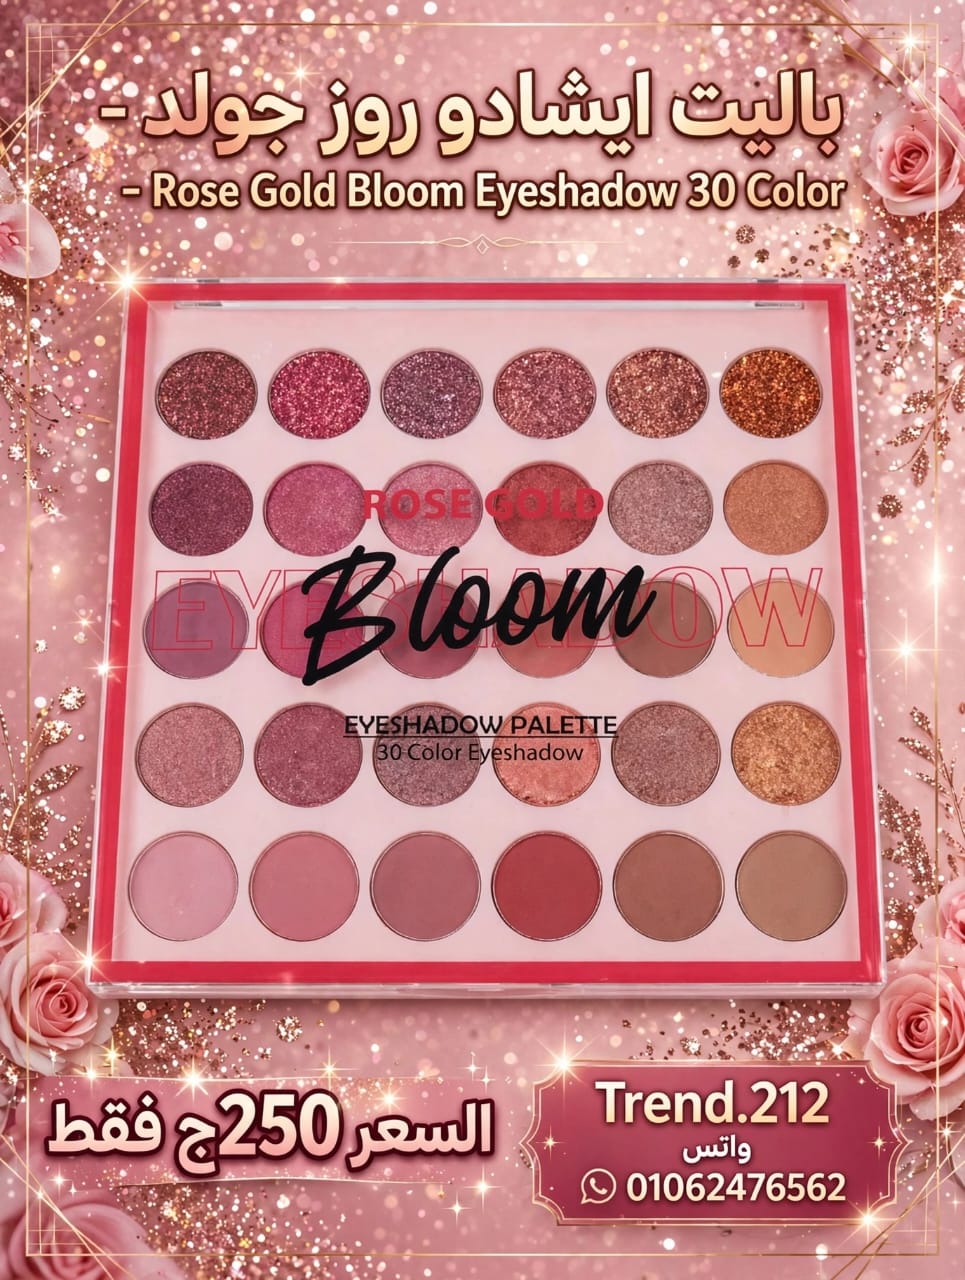 باليت ايشادو روز جولد -
- Rose Gold Bloom Eyeshadow 30 Color
ROSE GOLD
EYESHADOW
Bloom
EYESHADOW PALETTE
30 Color Eyeshadow
السعر 250ج فقط
Trend.212
واتس
01062476562